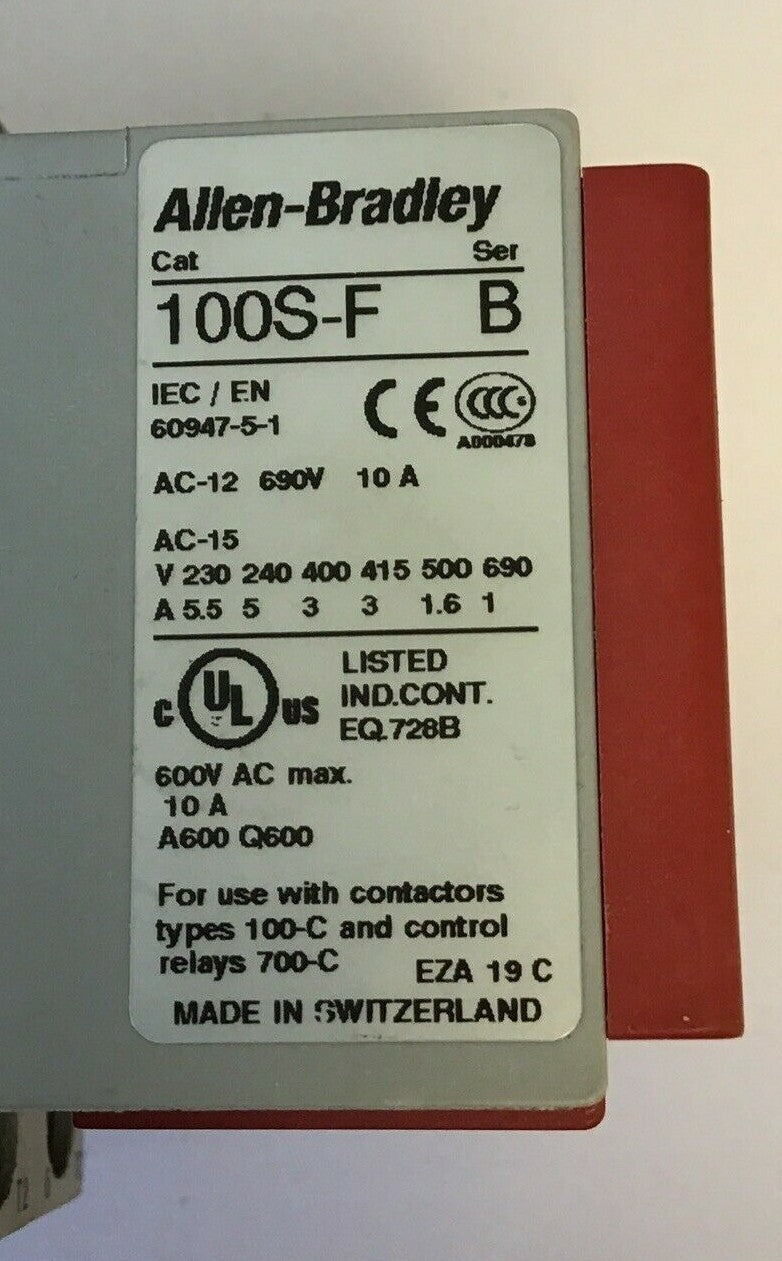 Allen-Bradley
Cat Ser
100S-F B
IEC / EN
60947-5-1
CE CCC
A000478
AC-12 690V 10 A
AC-15
V 230 240 400 415 500 690
A 5.5 5 3 3 1.6 1
C UL US LISTED
IND.CONT.
EQ.728B
600V AC max.
10 A
A600 Q600
For use with contactors
types 100-C and control
relays 700-C
EZA 19 C
MADE IN SWITZERLAND